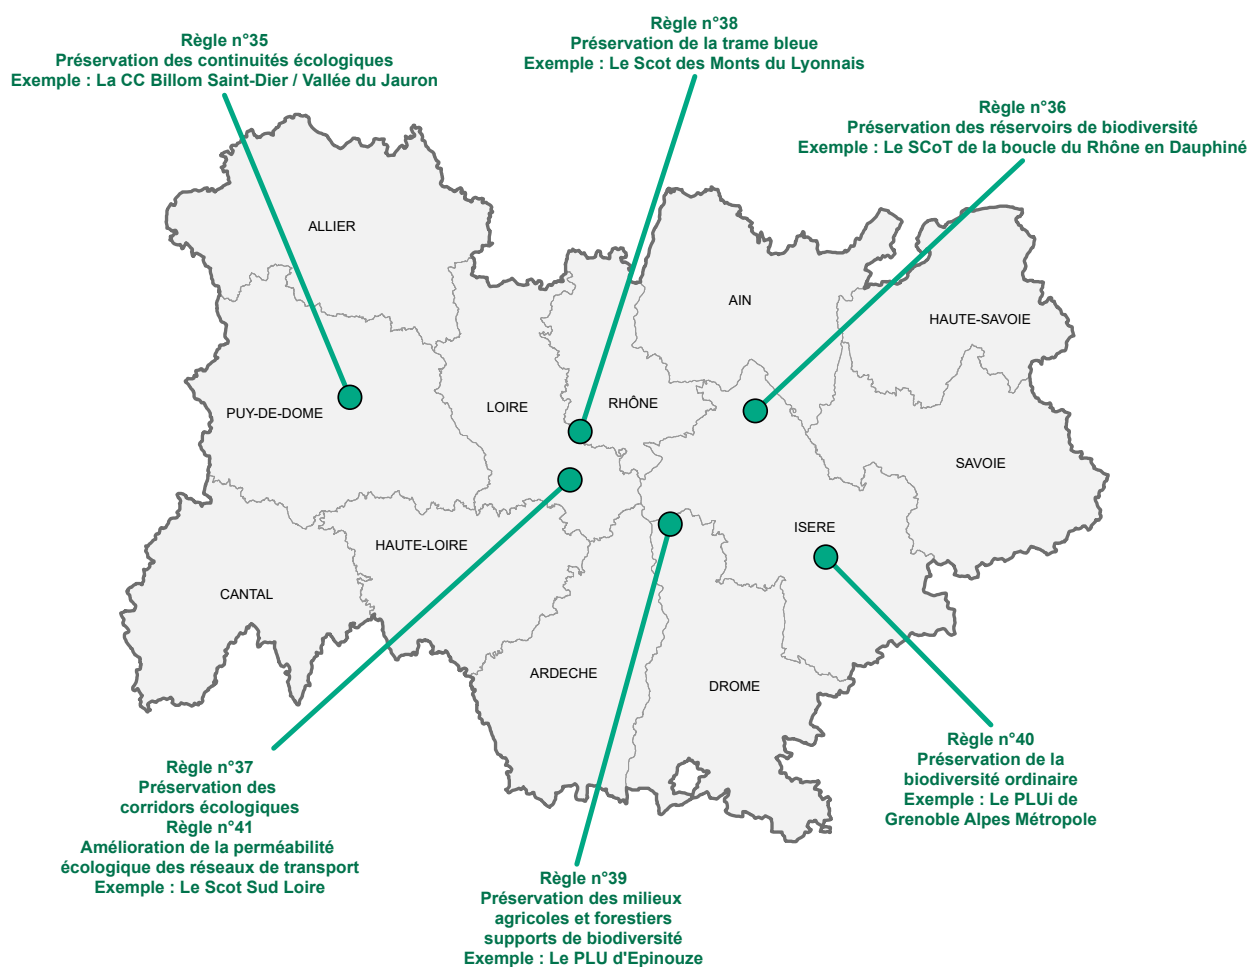 Règle n°38
Préservation de la trame bleue
Exemple : Le Scot des Monts du Lyonnais
Règle n°35
Préservation des continuités écologiques
Exemple : La CC Billom Saint-Dier / Vallée du Jauron
Règle n°36
Préservation des réservoirs de biodiversité
Exemple : Le SCoT de la boucle du Rhône en Dauphiné
ALLIER
AIN
HAUTE-SAVOIE
PUY-DE-DOME
LOIRE
RHÔNE
SAVOIE
ISERE
HAUTE-LOIRE
CANTAL
ARDECHE
DROME
Règle n°37
Préservation des
corridors écologiques
Règle n°41
Amélioration de la perméabilité
écologique des réseaux de transport
Exemple : Le Scot Sud Loire
Règle n°40
Préservation de la
biodiversité ordinaire
Exemple : Le PLUi de
Grenoble Alpes Métropole
Règle n°39
Préservation des milieux
agricoles et forestiers
supports de biodiversité
Exemple : Le PLU d'Epinouze